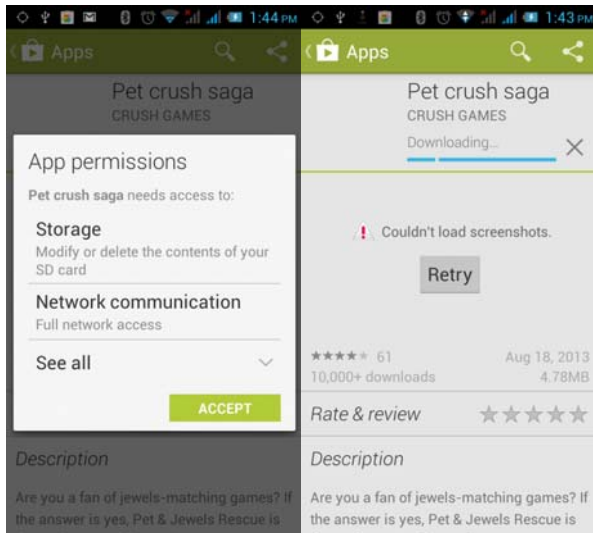 1:44 PM
Apps
Pet crush saga
CRUSH GAMES
App permissions
Pet crush saga needs access to:
Storage
Modify or delete the contents of your
SD card
Network communication
Full network access
See all
ACCEPT
Description
Are you a fan of jewels-matching games? If
the answer is yes, Pet & Jewels Rescue is
1:43 PM
Apps
Pet crush saga
CRUSH GAMES
Downloading...
Couldn't load screenshots.
Retry
61
Aug 18, 2013
10,000+ downloads
4.78MB
Rate & review
Description
Are you a fan of jewels-matching games? If
the answer is yes, Pet & Jewels Rescue is